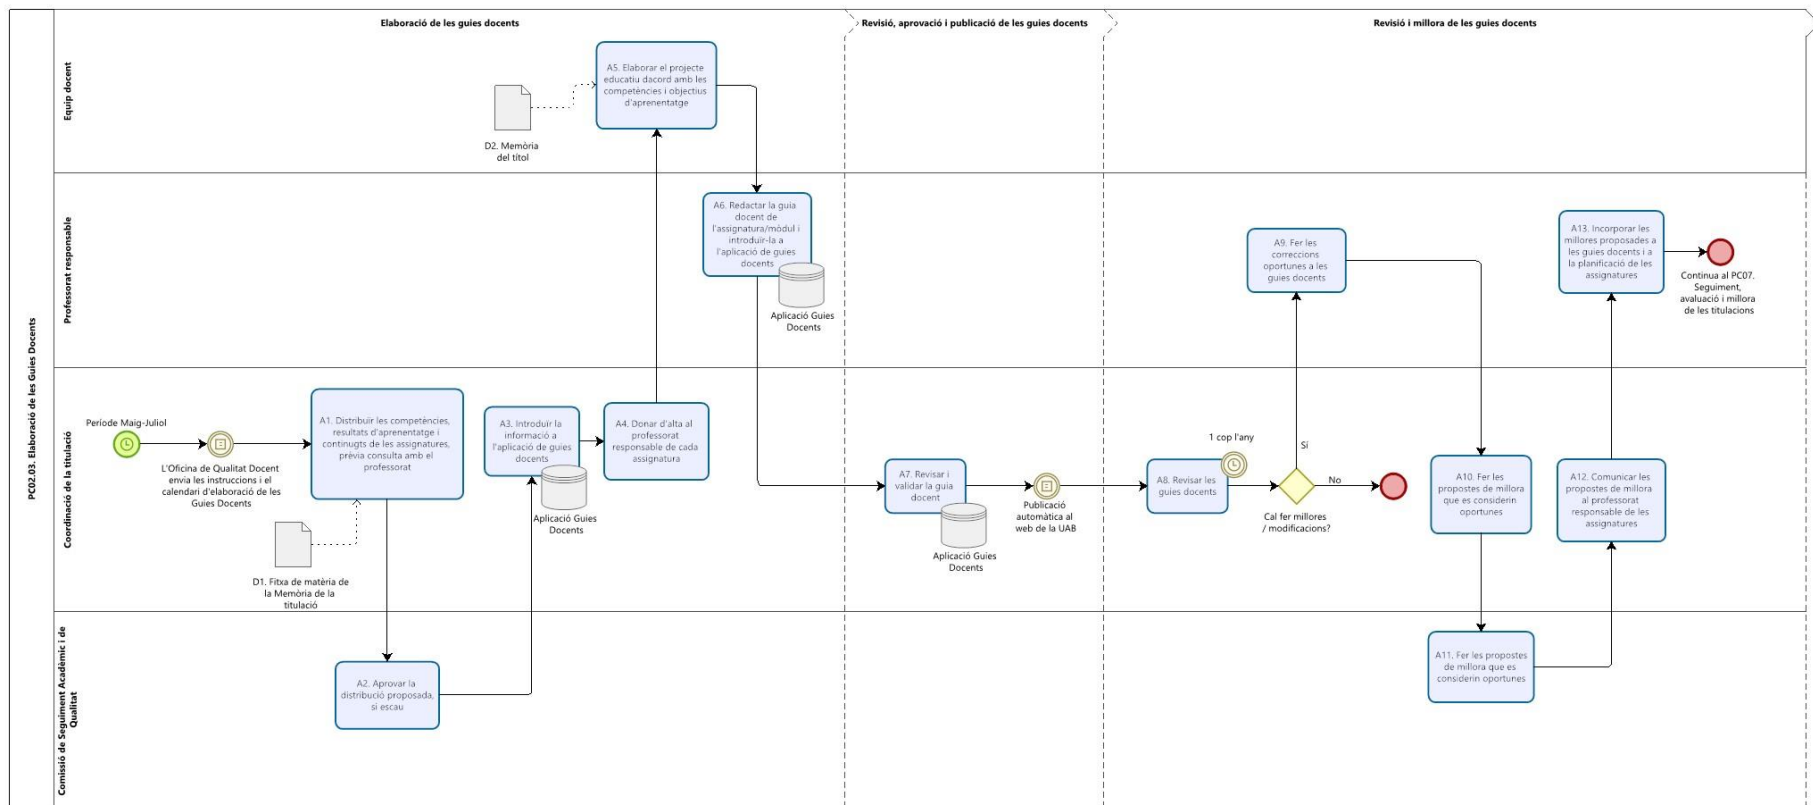 Elaboració de les guies docents
Revisió, aprovació i publicació de les guies docents
Revisió i millora de les guies docents
PC02.03. Elaboració de les Guies Docents
Equip docent
D2. Memòria
del títol
A5. Elaborar el projecte
educatiu dacord amb les
competències i objectius
d'aprenentatge
Professorat responsable
A6. Redactar la guia
docent de
l'assignatura/mòdul i
introduir-la a
l'aplicació de guies
docents
Aplicació Guies
Docents
A9. Fer les
correccions
oportunes a les
guies docents
A13. Incorporar les
millores proposades a
les guies docents i a
la planificació de les
assignatures
Continua al PC07.
Seguiment,
avaluació i millora
de les titulacions
Coordinació de la titulació
Període Maig-Juliol
L'Oficina de Qualitat Docent
envia les instruccions i el
calendari d'elaboració de les
Guies Docents
A1. Distribuïr les competències,
resultats d'aprenentatge i
continugts de les assignatures,
prèvia consulta amb el
professorat
D1. Fitxa de matèria de
la Memòria de la
titulació
A3. Introduïr la
informació a
l'aplicació de guies
docents
Aplicació Guies
Docents
A4. Donar d'alta al
professorat
responsable de cada
assignatura
A7. Revisar i
validar la guia
docent
Aplicació Guies
Docents
Publicació
automàtica al
web de la UAB
1 cop l'any
A8. Revisar les
guies docents
Sí
No
Cal fer millores
/ modificacions?
A10. Fer les
propostes de millora
que es considerin
oportunes
A12. Comunicar les
propostes de millora
al professorat
responsable de les
assignatures
Comissió de Seguiment Acadèmic i de
Qualitat
A2. Aprovar la
distribució proposada,
si escau
A11. Fer les propostes
de millora que es
considerin oportunes